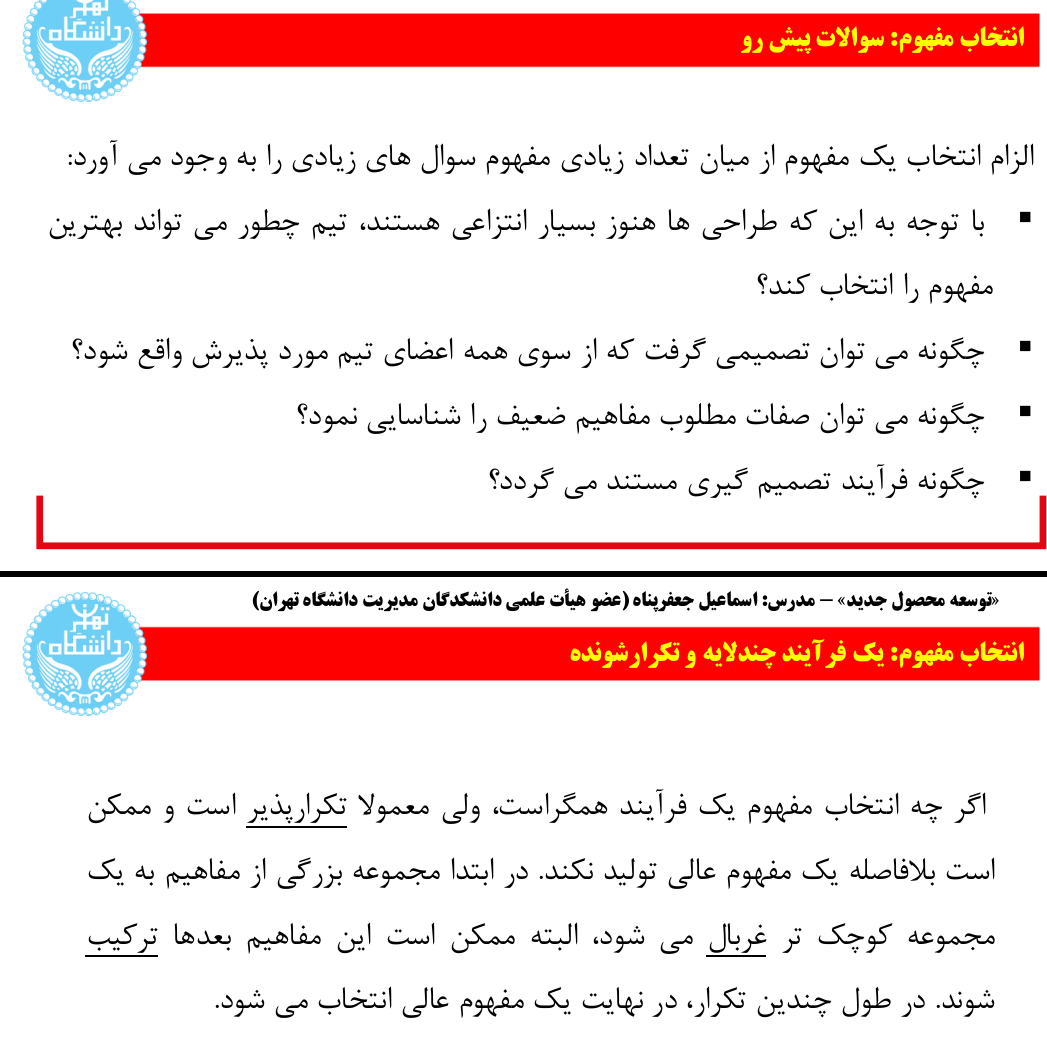 انتخاب مفهوم: سوالات پیش رو
تهران
دانشگاه
الزام انتخاب یک مفهوم از میان تعداد زیادی مفهوم سوال های زیادی را به وجود می آورد:
▪ با توجه به این که طراحی ها هنوز بسیار انتزاعی هستند، تیم چطور می تواند بهترین
مفهوم را انتخاب کند؟
▪ چگونه می توان تصمیمی گرفت که از سوی همه اعضای تیم مورد پذیرش واقع شود؟
▪ چگونه می توان صفات مطلوب مفاهیم ضعیف را شناسایی نمود؟
▪ چگونه فرآیند تصمیم گیری مستند می گردد؟
«توسعه محصول جدید» – مدرس: اسماعیل جعفرپناه (عضو هیأت علمی دانشکدگان مدیریت دانشگاه تهران)
انتخاب مفهوم: یک فرآیند چندلایه و تکرارشونده
تهران
دانشگاه
اگر چه انتخاب مفهوم یک فرآیند همگراست، ولی معمولا تکرارپذیر است و ممکن
است بلافاصله یک مفهوم عالی تولید نکند. در ابتدا مجموعه بزرگی از مفاهیم به یک
مجموعه کوچک تر غربال می شود، البته ممکن است این مفاهیم بعدها ترکیب
شوند. در طول چندین تکرار، در نهایت یک مفهوم عالی انتخاب می شود.